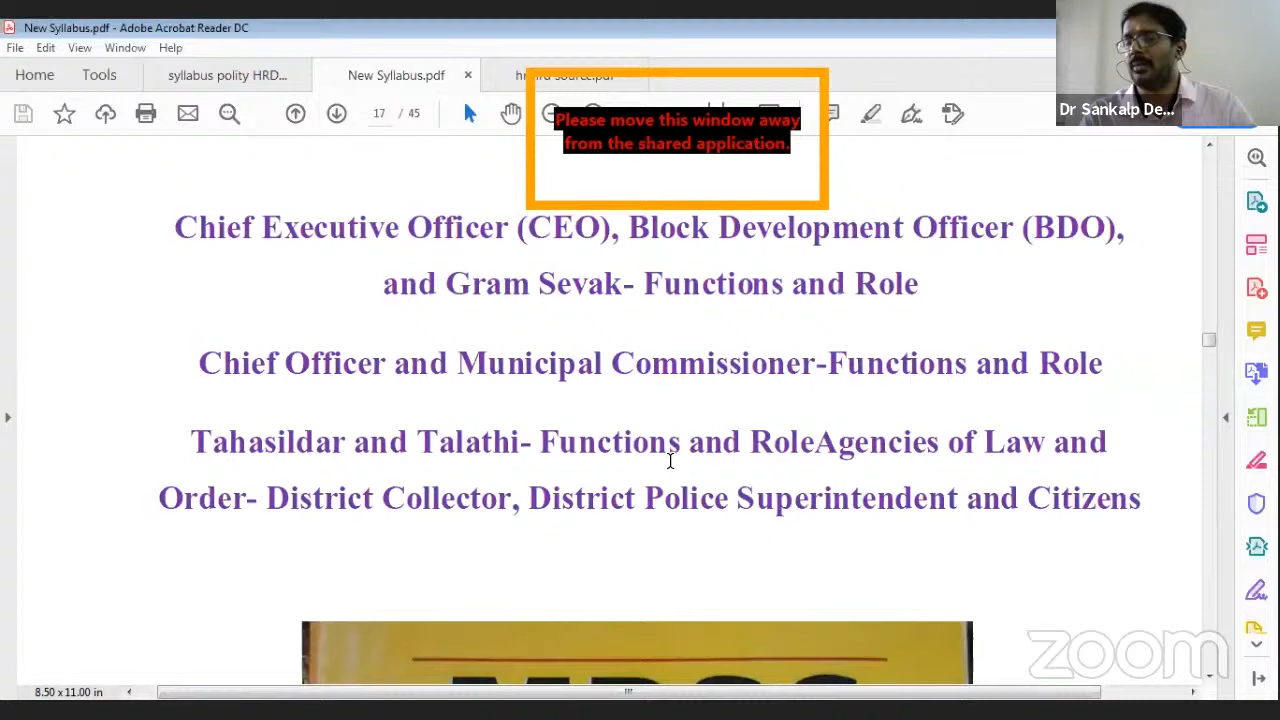 New Syllabus.pdf - Adobe Acrobat Reader DC
File Edit View Window Help
Home Tools syllabus polity HRD... New Syllabus.pdf ×
17 / 45
Please move this window away
from the shared application.
Dr Sankalp De...
Chief Executive Officer (CEO), Block Development Officer (BDO),
and Gram Sevak- Functions and Role
Chief Officer and Municipal Commissioner-Functions and Role
Tahasildar and Talathi- Functions and RoleAgencies of Law and
Order- District Collector, District Police Superintendent and Citizens
zoom
8.50 x 11.00 in